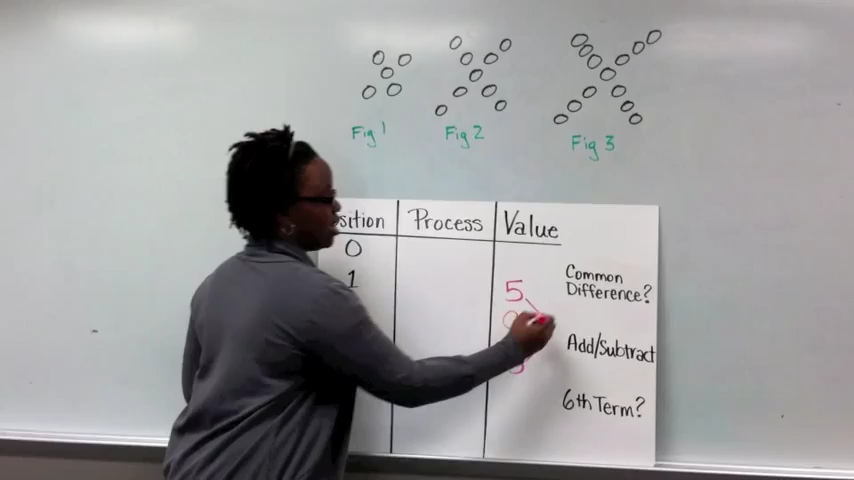 Fig 1
Fig 2
Fig 3
sition
Process
Value
0
1
5
Common
Difference?
Add/Subtract
6th Term?